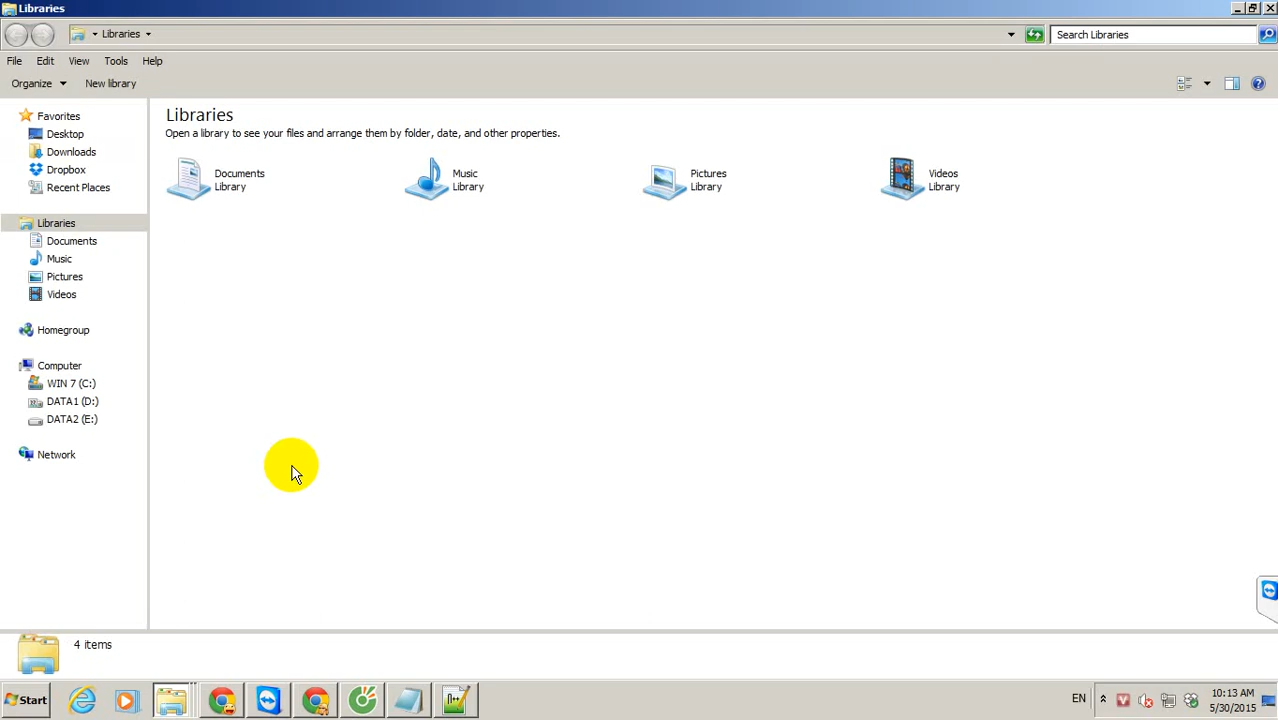 Libraries
Libraries
Search Libraries
File Edit View Tools Help
Organize New library
Favorites
Desktop
Downloads
Dropbox
Recent Places
Libraries
Documents
Music
Pictures
Videos
Homegroup
Computer
WIN 7 (C:)
DATA1 (D:)
DATA2 (E:)
Network
Libraries
Open a library to see your files and arrange them by folder, date, and other properties.
Documents
Library
Music
Library
Pictures
Library
Videos
Library
4 items
Start
EN
10:13 AM
5/30/2015